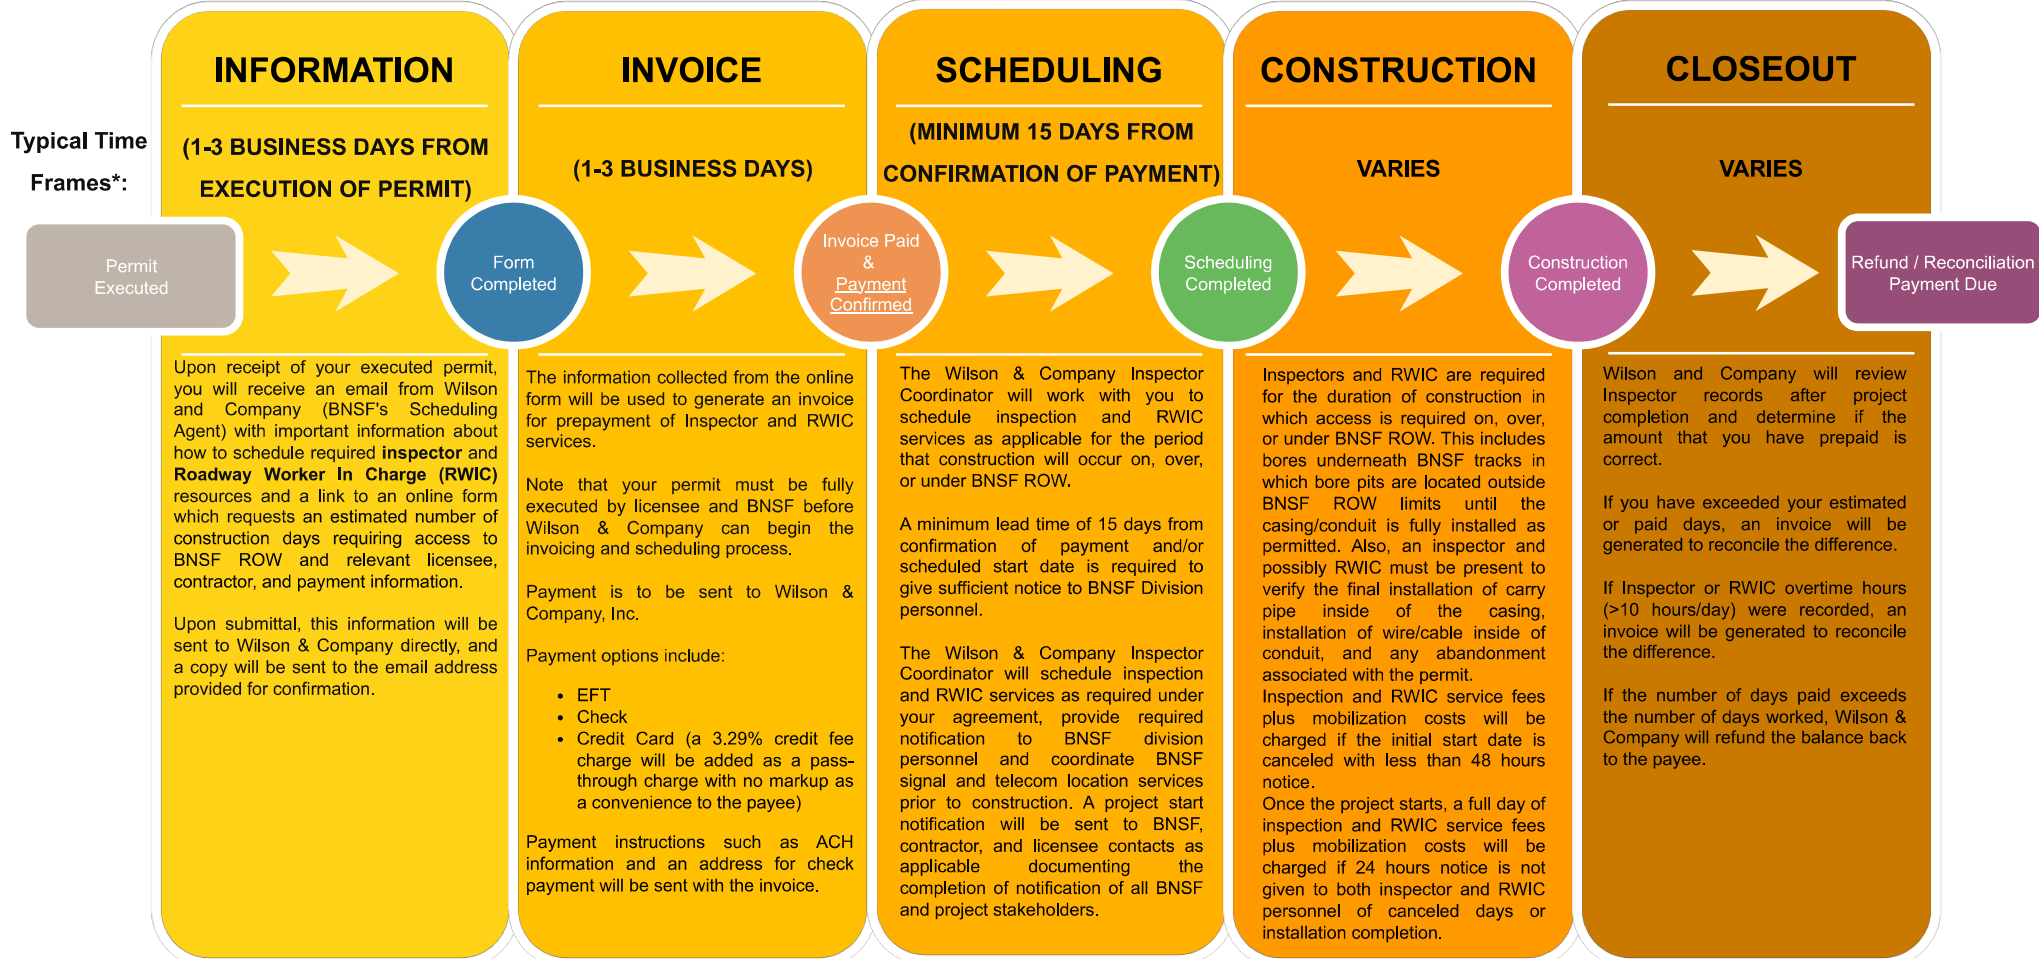 Typical Time
Frames*:
INFORMATION
(1-3 BUSINESS DAYS FROM
EXECUTION OF PERMIT)
INVOICE
(1-3 BUSINESS DAYS)
SCHEDULING
(MINIMUM 15 DAYS FROM
CONFIRMATION OF PAYMENT)
CONSTRUCTION
VARIES
CLOSEOUT
VARIES
Permit
Executed
Form
Completed
Invoice Paid
&
Payment
Confirmed
Scheduling
Completed
Construction
Completed
Refund / Reconciliation
Payment Due
Upon receipt of your executed permit,
you will receive an email from Wilson
and Company (BNSF's Scheduling
Agent) with important information about
how to schedule required inspector and
Roadway Worker In Charge (RWIC)
resources and a link to an online form
which requests an estimated number of
construction days requiring access to
BNSF ROW and relevant licensee,
contractor, and payment information.
Upon submittal, this information will be
sent to Wilson & Company directly, and
a copy will be sent to the email address
provided for confirmation.
The information collected from the online
form will be used to generate an invoice
for prepayment of Inspector and RWIC
services.
Note that your permit must be fully
executed by licensee and BNSF before
Wilson & Company can begin the
invoicing and scheduling process.
Payment is to be sent to Wilson &
Company, Inc.
Payment options include:
• EFT
• Check
• Credit Card (a 3.29% credit fee
charge will be added as a pass-
through charge with no markup as
a convenience to the payee)
Payment instructions such as ACH
information and an address for check
payment will be sent with the invoice.
The Wilson & Company Inspector
Coordinator will work with you to
schedule inspection and RWIC
services as applicable for the period
that construction will occur on, over,
or under BNSF ROW.
A minimum lead time of 15 days from
confirmation of payment and/or
scheduled start date is required to
give sufficient notice to BNSF Division
personnel.
The Wilson & Company Inspector
Coordinator will schedule inspection
and RWIC services as required under
your agreement, provide required
notification to BNSF division
personnel and coordinate BNSF
signal and telecom location services
prior to construction. A project start
notification will be sent to BNSF,
contractor, and licensee contacts as
applicable documenting the
completion of notification of all BNSF
and project stakeholders.
Inspectors and RWIC are required
for the duration of construction in
which access is required on, over,
or under BNSF ROW. This includes
bores underneath BNSF tracks in
which bore pits are located outside
BNSF ROW limits until the
casing/conduit is fully installed as
permitted. Also, an inspector and
possibly RWIC must be present to
verify the final installation of carry
pipe inside of the casing,
installation of wire/cable inside of
conduit, and any abandonment
associated with the permit.
Inspection and RWIC service fees
plus mobilization costs will be
charged if the initial start date is
canceled with less than 48 hours
notice.
Once the project starts, a full day of
inspection and RWIC service fees
plus mobilization costs will be
charged if 24 hours notice is not
given to both inspector and RWIC
personnel of canceled days or
installation completion.
Wilson and Company will review
Inspector records after project
completion and determine if the
amount that you have prepaid is
correct.
If you have exceeded your estimated
or paid days, an invoice will be
generated to reconcile the difference.
If Inspector or RWIC overtime hours
(>10 hours/day) were recorded, an
invoice will be generated to reconcile
the difference.
If the number of days paid exceeds
the number of days worked, Wilson &
Company will refund the balance back
to the payee.